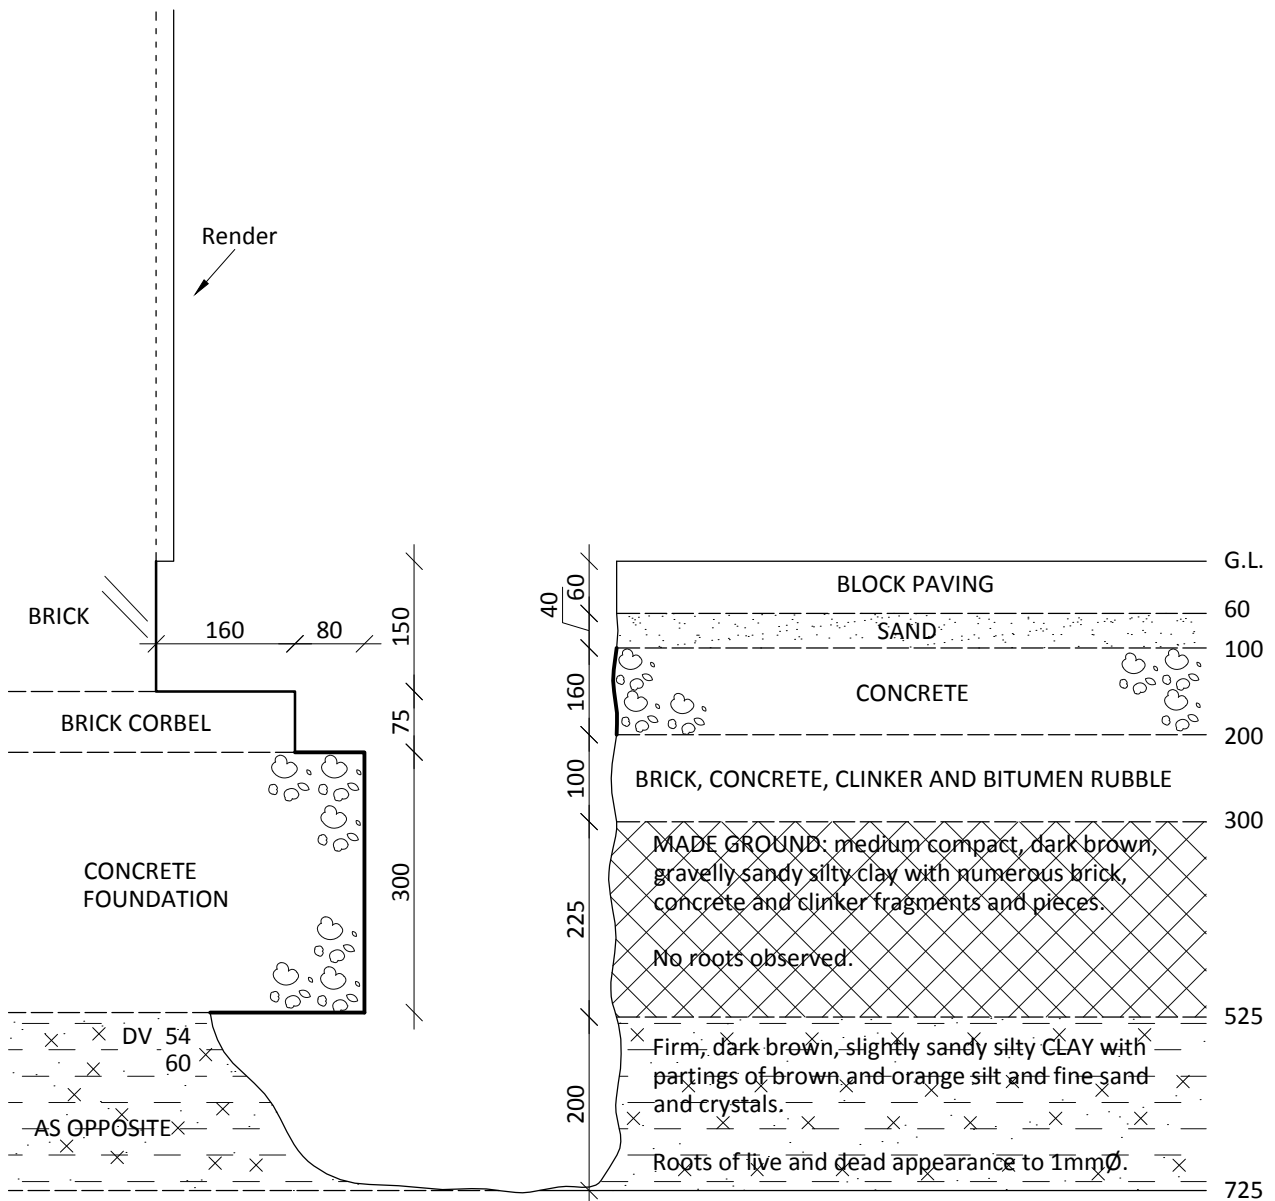 Render
BRICK
160
80
150
BRICK CORBEL
75
CONCRETE
FOUNDATION
300
DV 54
60
AS OPPOSITE
40
60
160
100
225
200
BLOCK PAVING
SAND
CONCRETE
BRICK, CONCRETE, CLINKER AND BITUMEN RUBBLE
MADE GROUND: medium compact, dark brown,
gravelly sandy silty clay with numerous brick,
concrete and clinker fragments and pieces.
No roots observed.
Firm, dark brown, slightly sandy silty CLAY with
partings of brown and orange silt and fine sand
and crystals.
Roots of live and dead appearance to 1mmØ.
G.L.
60
100
200
300
525
725